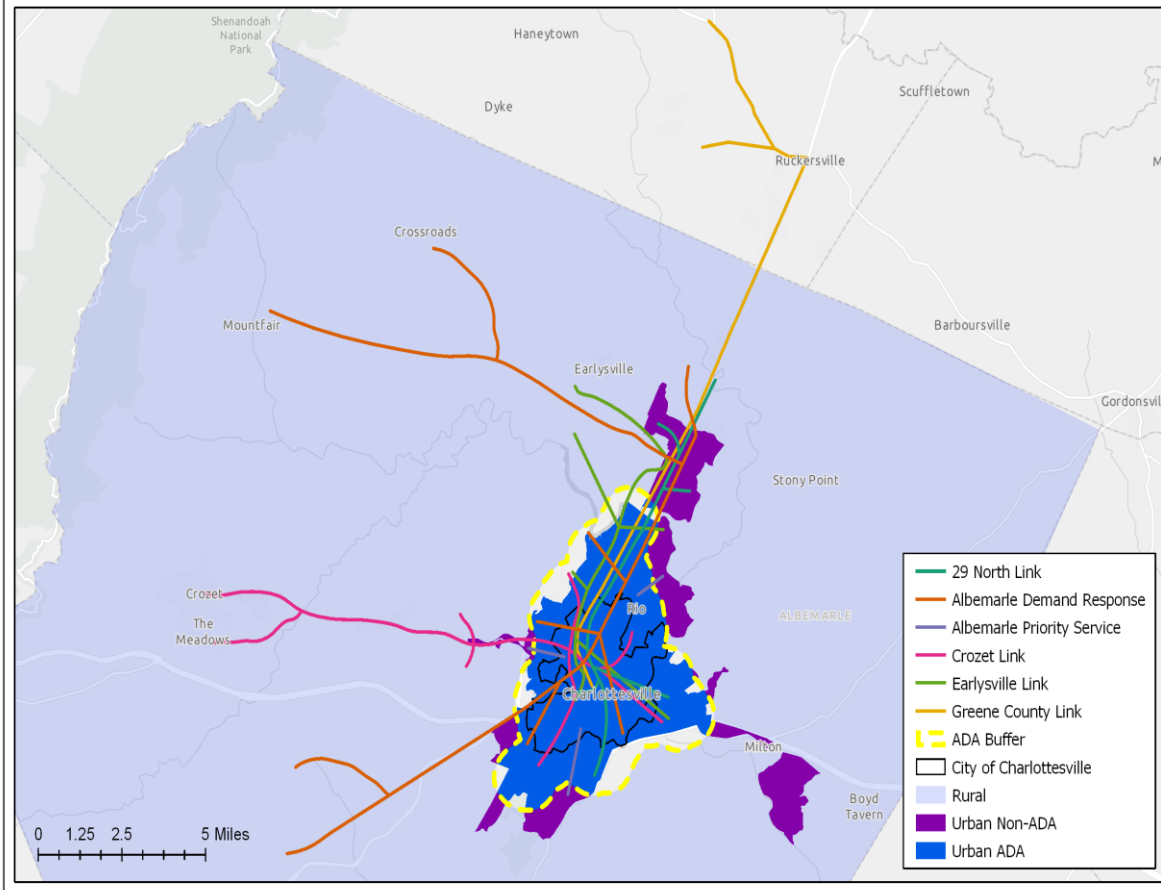 Shenandoah
National
Park
Haneytown
Scuffletown
Dyke
Ruckersville
M
Crossroads
Mountfair
Barboursville
Earlysville
Gordonsvil
Stony Point
Crozet
The
Meadows
Rio
ALBEMARLE
Charlottesville
Milton
Boyd
Tavern
29 North Link
Albemarle Demand Response
Albemarle Priority Service
Crozet Link
Earlysville Link
Greene County Link
ADA Buffer
City of Charlottesville
Rural
Urban Non-ADA
Urban ADA
0 1.25 2.5 5 Miles